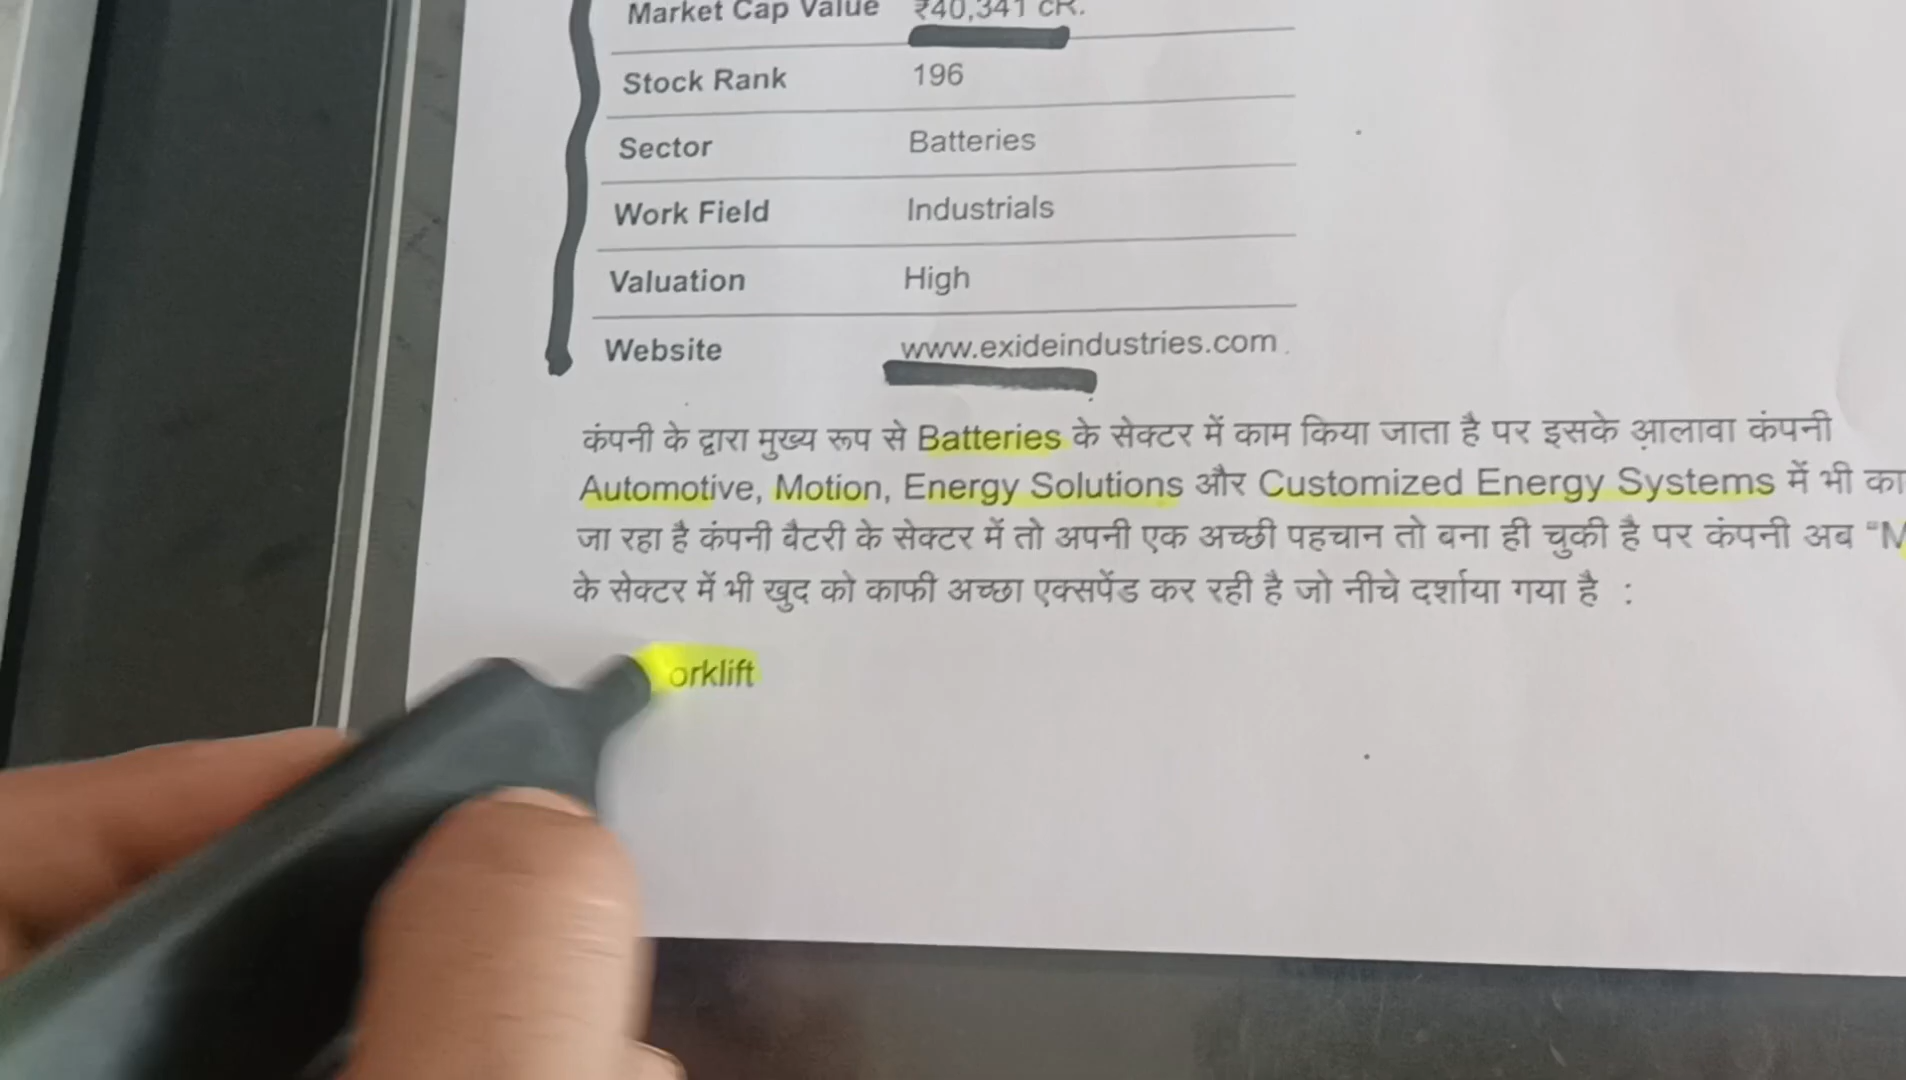 Market Cap Value ₹40,341 CR.
Stock Rank 196
Sector Batteries
Work Field Industrials
Valuation High
Website www.exideindustries.com
कंपनी के द्वारा मुख्य रूप से Batteries के सेक्टर में काम किया जाता है पर इसके आलावा कंपनी
Automotive, Motion, Energy Solutions और Customized Energy Systems में भी का
जा रहा है कंपनी बैटरी के सेक्टर में तो अपनी एक अच्छी पहचान तो बना ही चुकी है पर कंपनी अब “M
के सेक्टर में भी खुद को काफी अच्छा एक्सपेंड कर रही है जो नीचे दर्शाया गया है :
orklift